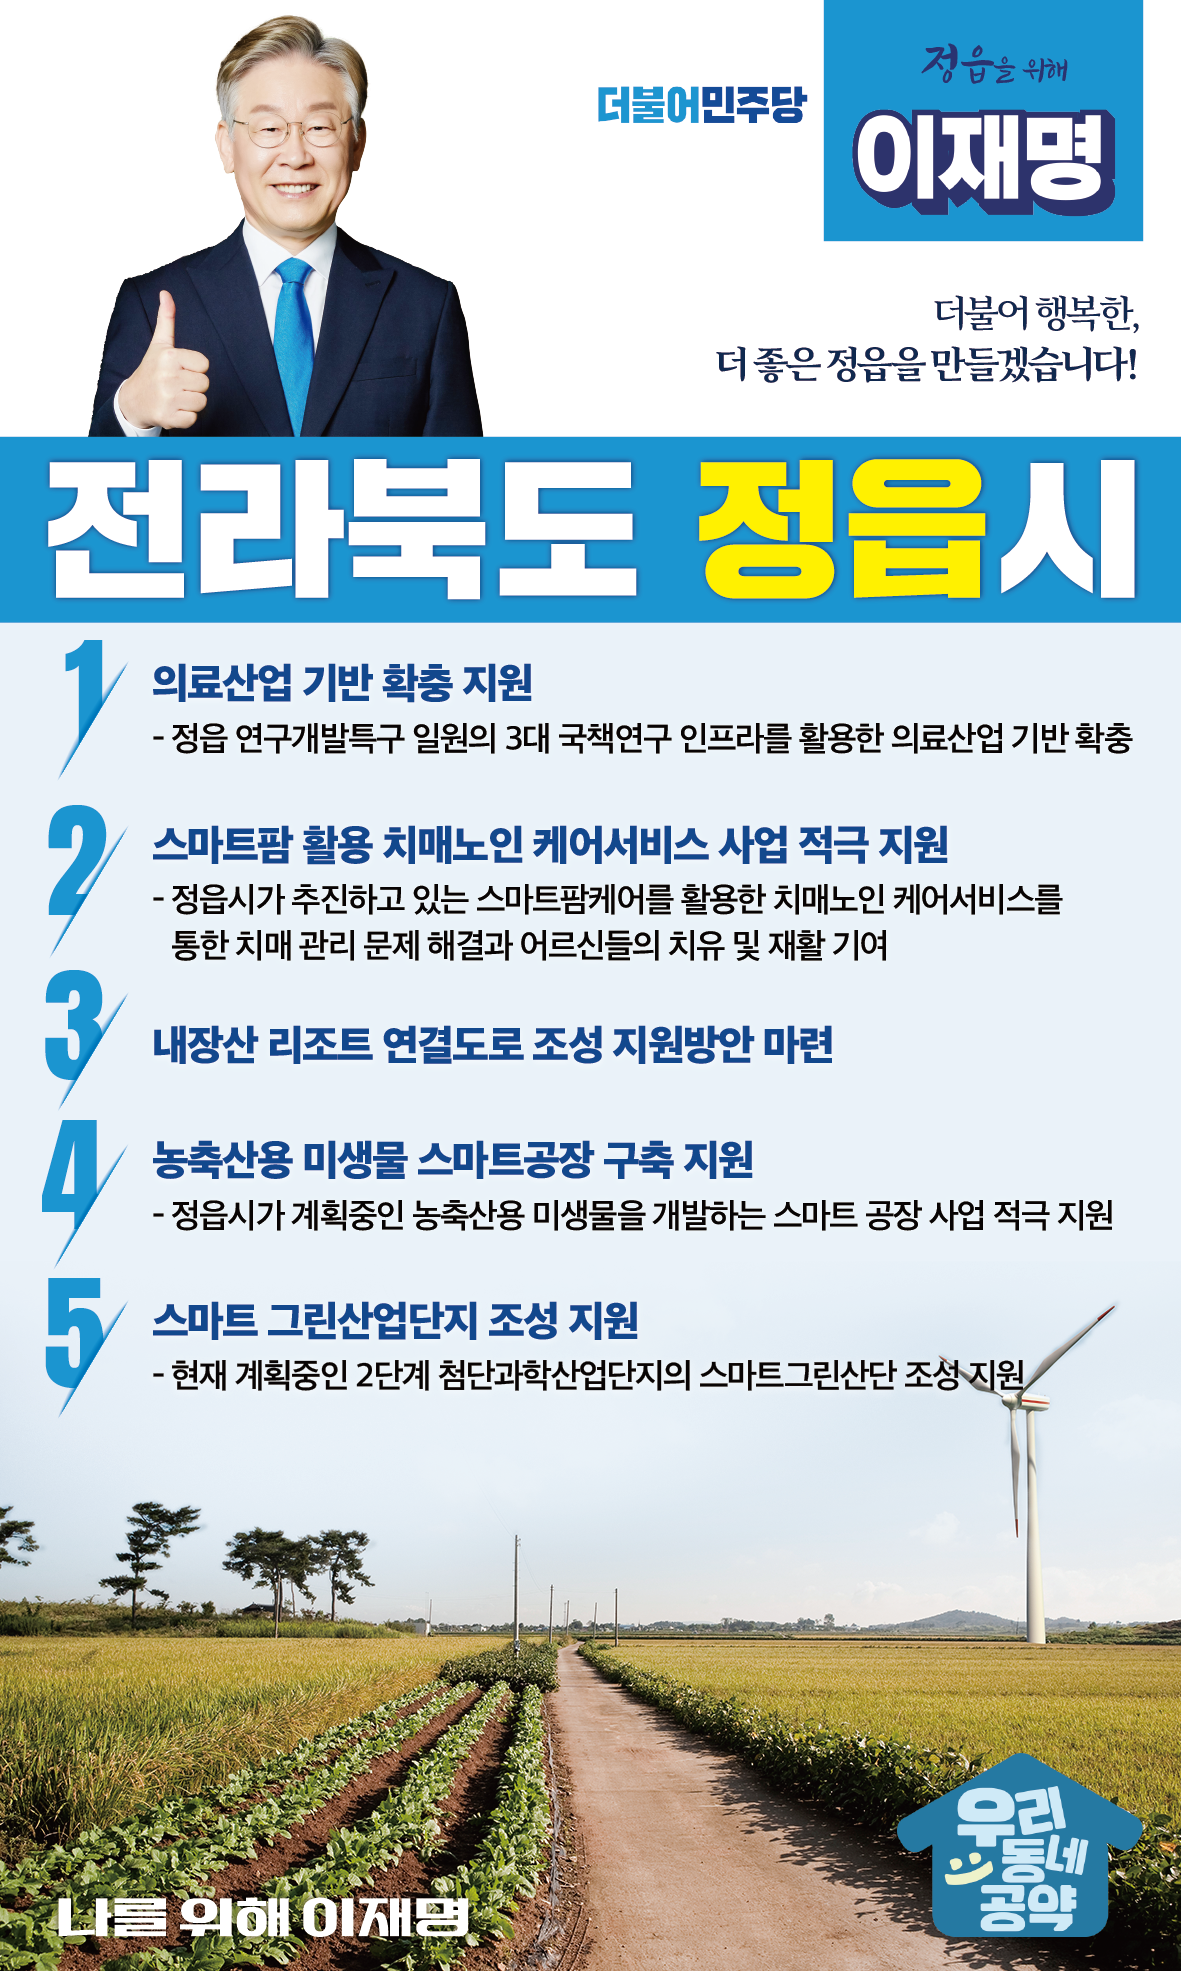 더불어민주당
정읍을 위해
이재명
더불어 행복한,
더 좋은 정읍을 만들겠습니다!
전라북도 정읍시
1
의료산업 기반 확충 지원
- 정읍 연구개발특구 일원의 3대 국책연구 인프라를 활용한 의료산업 기반 확충
2
스마트팜 활용 치매노인 케어서비스 사업 적극 지원
- 정읍시가 추진하고 있는 스마트팜케어를 활용한 치매노인 케어서비스를
통한 치매 관리 문제 해결과 어르신들의 치유 및 재활 기여
3
내장산 리조트 연결도로 조성 지원방안 마련
4
농축산용 미생물 스마트공장 구축 지원
- 정읍시가 계획중인 농축산용 미생물을 개발하는 스마트 공장 사업 적극 지원
5
스마트 그린산업단지 조성 지원
- 현재 계획중인 2단계 첨단과학산업단지의 스마트그린산단 조성 지원
나를 위해 이재명
우리
동네
공약